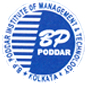 B.P. PODDAR INSTITUTE OF MANAGEMENT & TECHNOLOGY
BP
PODDAR
KOLKATA